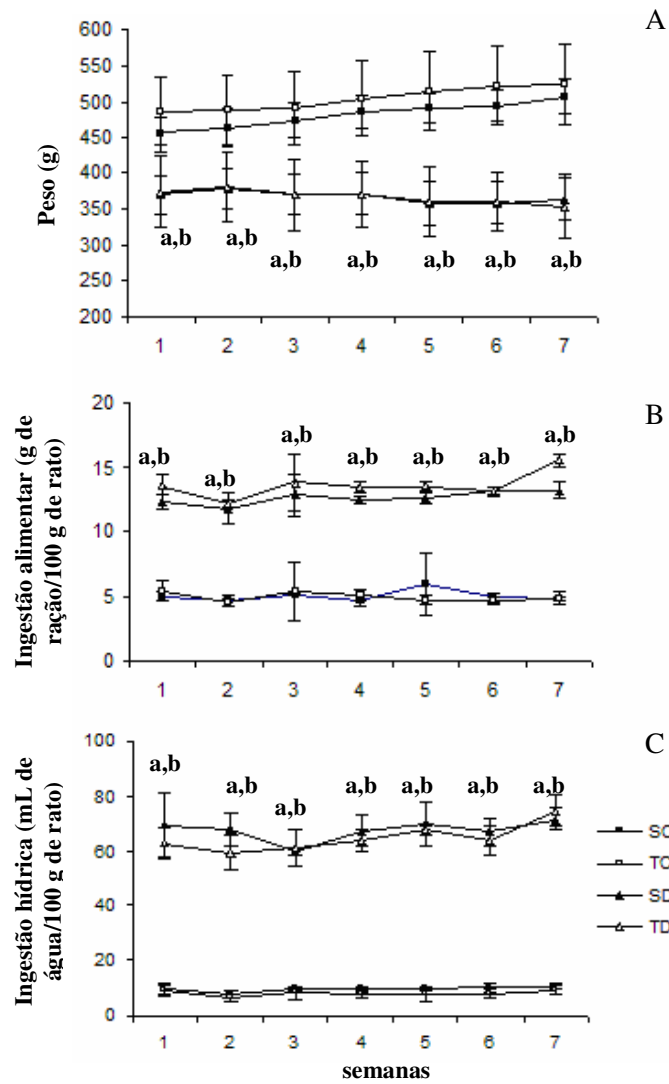 A
600
550
500
450
400
350
300
250
200
Peso (g)
a,b a,b
a,b a,b a,b a,b a,b
1 2 3 4 5 6 7
B
20
15
10
5
0
Ingestão alimentar (g de
ração/100 g de rato)
a,b a,b a,b a,b a,b a,b a,b
1 2 3 4 5 6 7
C
100
80
60
40
20
0
Ingestão hídrica (mL de
água/100 g de rato)
a,b a,b a,b a,b a,b a,b a,b
1 2 3 4 5 6 7
semanas
SC
TC
SD
TD